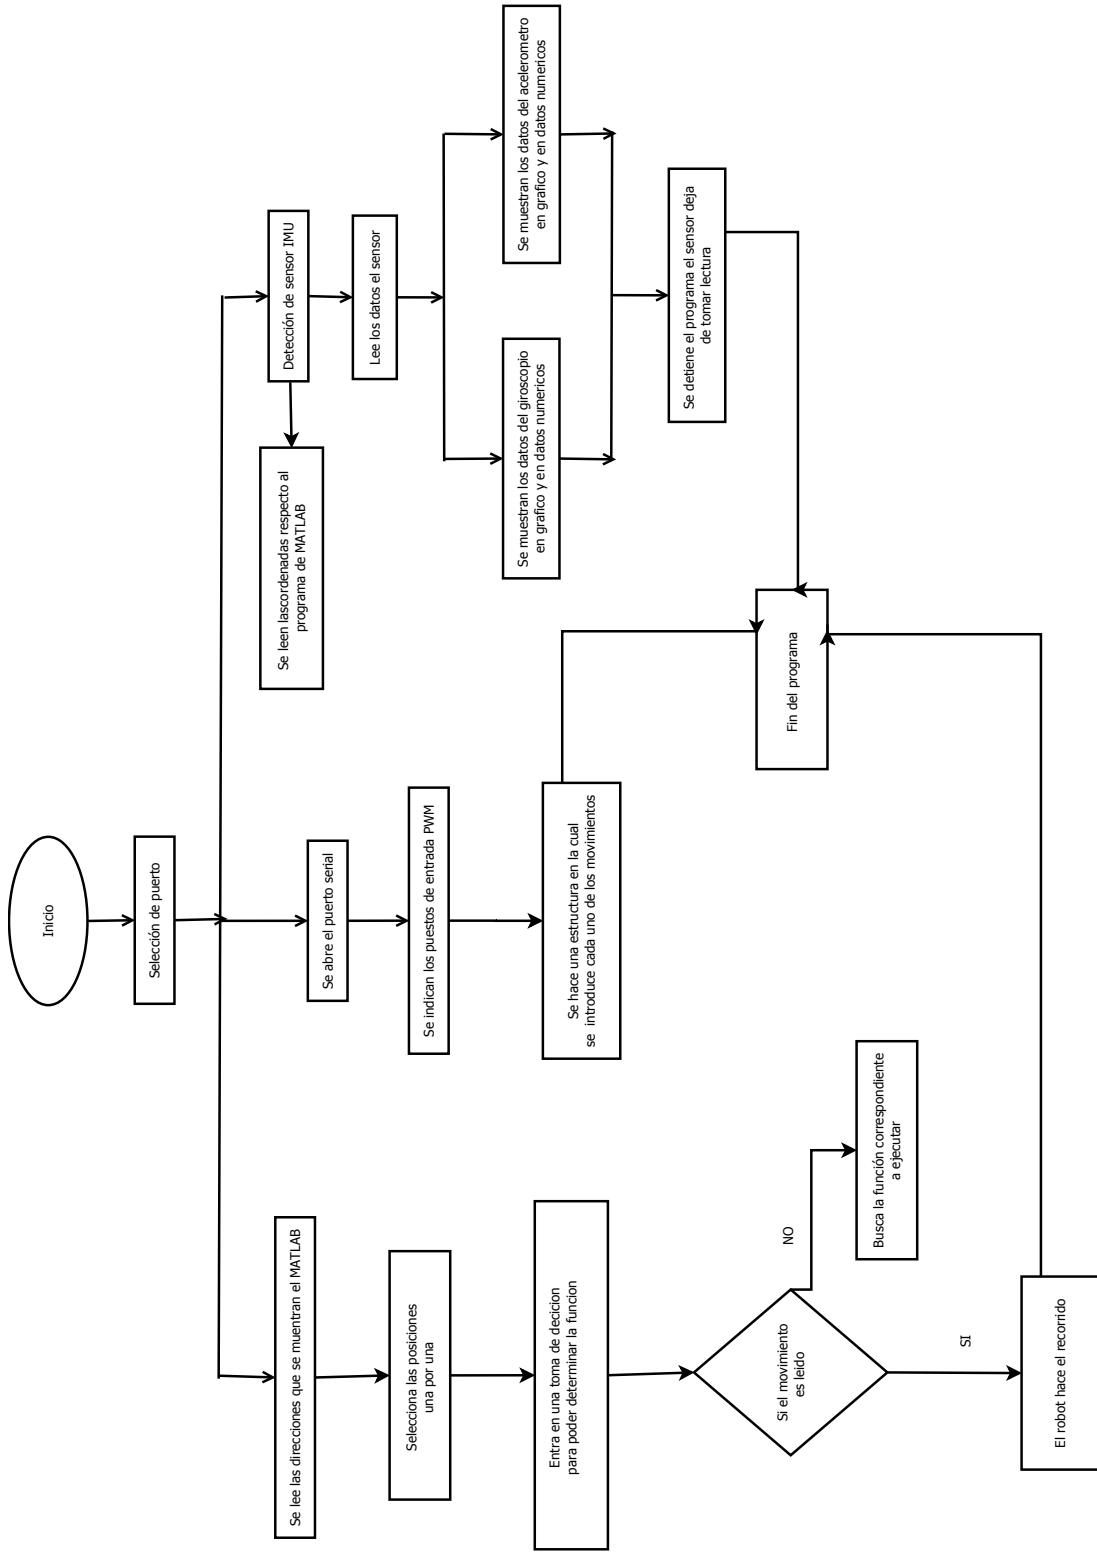 Inicio
Selección de puerto
Se lee las direcciones que se muentran el MATLAB
Selecciona las posiciones
una por una
Entra en una toma de decicion
para poder determinar la funcion
Si el movimiento
es leido
NO
Busca la función correspondiente
a ejecutar
SI
El robot hace el recorrido
Se abre el puerto serial
Se indican los puestos de entrada PWM
Se hace una estructura en la cual
se introduce cada uno de los movimientos
Detección de sensor IMU
Se leen lascordenadas respecto al
programa de MATLAB
Lee los datos el sensor
Se muestran los datos del giroscopio
en grafico y en datos numericos
Se muestran los datos del acelerometro
en grafico y en datos numericos
Se detiene el programa el sensor deja
de tomar lectura
Fin del programa